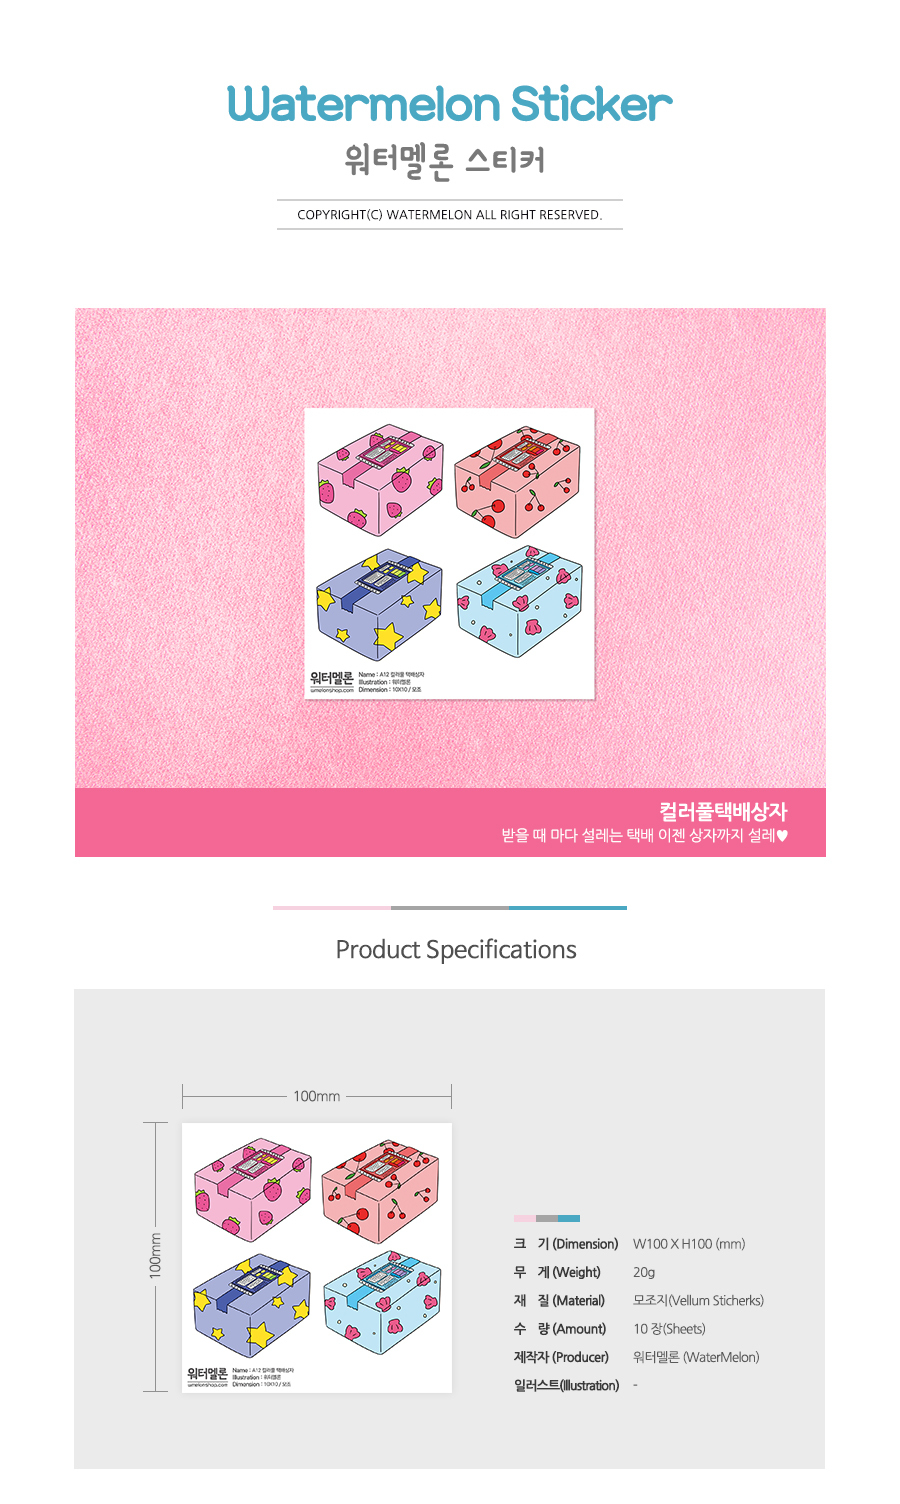 Watermelon Sticker
워터멜론 스티커
COPYRIGHT(C) WATERMELON ALL RIGHT RESERVED.
워터멜론
Name : A12 컬러풀 택배상자
Illustration : 워터멜론
umelonshop.com
Dimension : 10X10 / 모조
컬러풀택배상자
받을 때 마다 설레는 택배 이젠 상자까지 설레♥
Product Specifications
100mm
100mm
워터멜론
Name : A12 컬러풀 택배상자
Illustration : 워터멜론
umelonshop.com
Dimension : 10X10 / 모조
크 기 (Dimension) W100 X H100 (mm)
무 게 (Weight) 20g
재 질 (Material) 모조지(Vellum Sticherks)
수 량 (Amount) 10 장(Sheets)
제작자 (Producer) 워터멜론 (WaterMelon)
일러스트(Illustration) -